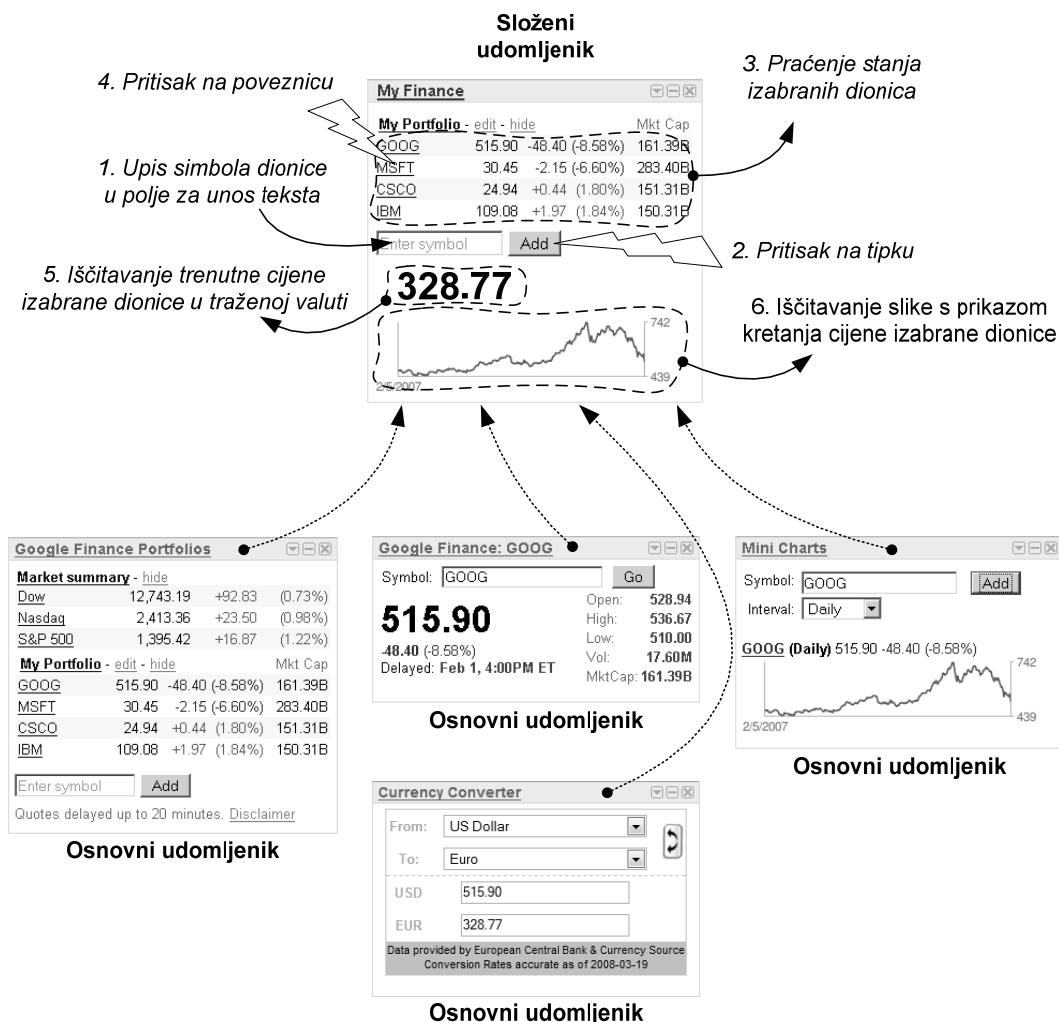 Složeni
udomljenik
4. Pritisak na poveznicu
3. Praćenje stanja
izabranih dionica
1. Upis simbola dionice
u polje za unos teksta
My Finance
My Portfolio - edit - hide Mkt Cap
GOOG 515.90 -48.40 (-8.58%) 161.39B
MSFT 30.45 -2.15 (-6.60%) 283.40B
CSCO 24.94 +0.44 (1.80%) 151.31B
IBM 109.08 +1.97 (1.84%) 150.31B
Enter symbol Add
2. Pritisak na tipku
5. Iščitavanje trenutne cijene
izabrane dionice u traženoj valuti
328.77
6. Iščitavanje slike s prikazom
kretanja cijene izabrane dionice
742
439
2/5/2007
Google Finance Portfolios
Market summary - hide
Dow 12,743.19 +92.83 (0.73%)
Nasdaq 2,413.36 +23.50 (0.98%)
S&P 500 1,395.42 +16.87 (1.22%)
My Portfolio - edit - hide Mkt Cap
GOOG 515.90 -48.40 (-8.58%) 161.39B
MSFT 30.45 -2.15 (-6.60%) 283.40B
CSCO 24.94 +0.44 (1.80%) 151.31B
IBM 109.08 +1.97 (1.84%) 150.31B
Enter symbol Add
Quotes delayed up to 20 minutes. Disclaimer
Osnovni udomljenik
Google Finance: GOOG
Symbol: GOOG Go
515.90
-48.40 (-8.58%)
Delayed: Feb 1, 4:00PM ET
Open: 528.94
High: 536.67
Low: 510.00
Vol: 17.60M
MktCap: 161.39B
Osnovni udomljenik
Mini Charts
Symbol: GOOG Add
Interval: Daily
GOOG (Daily) 515.90 -48.40 (-8.58%)
742
439
2/5/2007
Osnovni udomljenik
Currency Converter
From: US Dollar
To: Euro
USD 515.90
EUR 328.77
Data provided by European Central Bank & Currency Source
Conversion Rates accurate as of 2008-03-19
Osnovni udomljenik